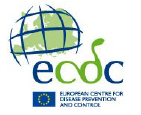 ecdc
EUROPEAN CENTRE FOR
DISEASE PREVENTION
AND CONTROL